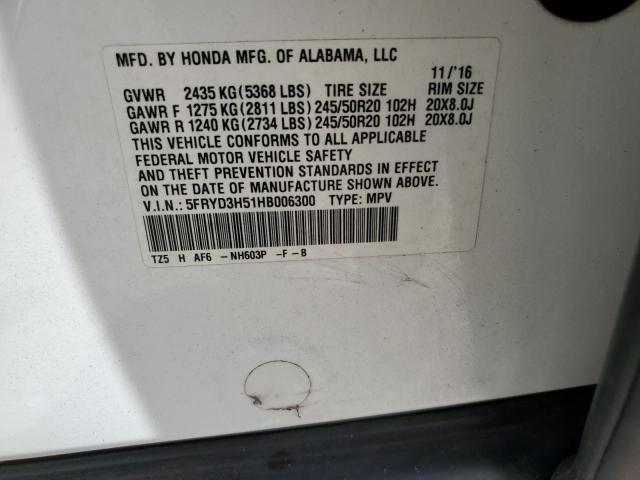 MFD. BY HONDA MFG. OF ALABAMA, LLC
11/'16
GVWR 2435 KG(5368 LBS) TIRE SIZE RIM SIZE
GAWR F 1275 KG(2811 LBS) 245/50R20 102H 20X8.0J
GAWR R 1240 KG(2734 LBS) 245/50R20 102H 20X8.0J
THIS VEHICLE CONFORMS TO ALL APPLICABLE
FEDERAL MOTOR VEHICLE SAFETY
AND THEFT PREVENTION STANDARDS IN EFFECT
ON THE DATE OF MANUFACTURE SHOWN ABOVE.
V.I.N.: 5FRYD3H51HB006300 TYPE: MPV
TZ5 H AF6 -NH603P -F-B